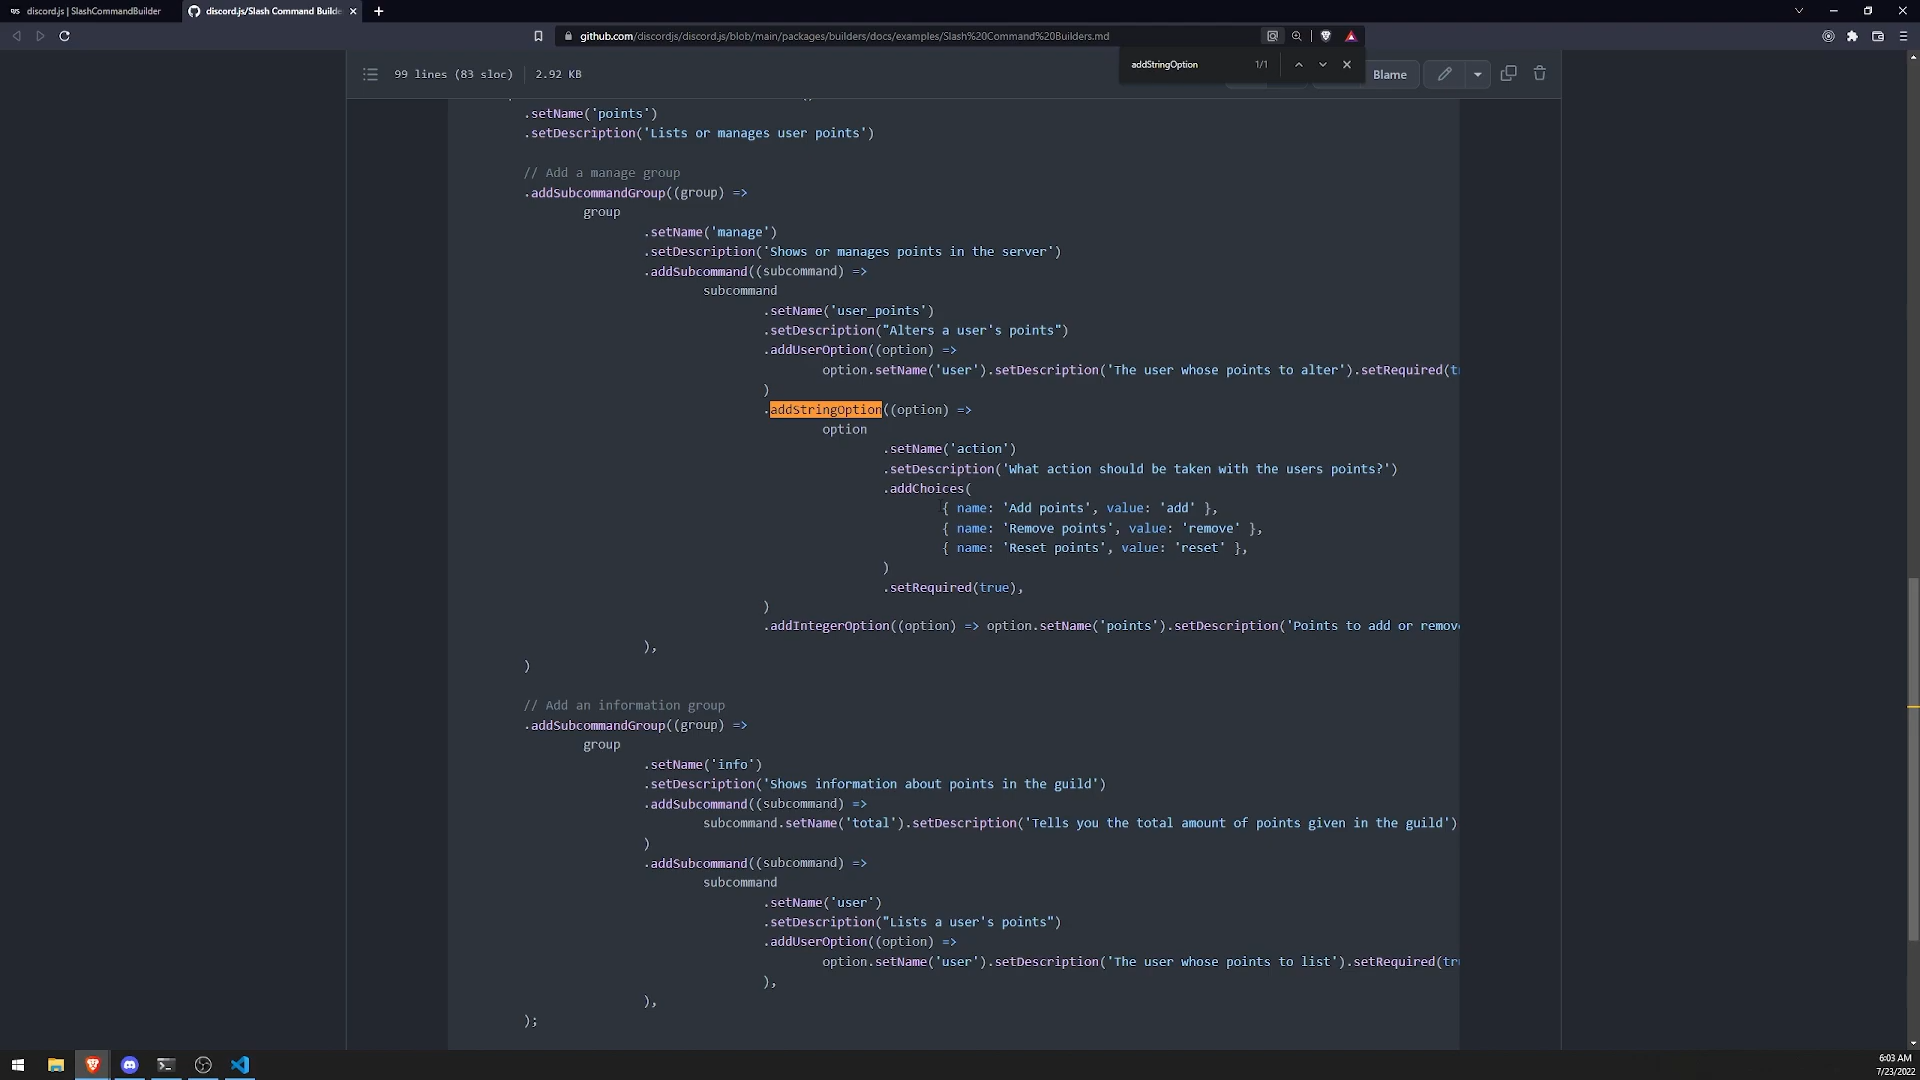 discord.js | SlashCommandBuilder
discord.js/Slash Command Builde
github.com/discordjs/discord.js/blob/main/packages/builders/docs/examples/Slash%20Command%20Builders.md
addStringOption 1/1
99 lines (83 sloc) 2.92 KB
Blame
.setName('points')
.setDescription('Lists or manages user points')
// Add a manage group
.addSubcommandGroup((group) =>
group
.setName('manage')
.setDescription('Shows or manages points in the server')
.addSubcommand((subcommand) =>
subcommand
.setName('user_points')
.setDescription("Alters a user's points")
.addUserOption((option) =>
option.setName('user').setDescription('The user whose points to alter').setRequired(t
)
.addStringOption((option) =>
option
.setName('action')
.setDescription('What action should be taken with the users points?')
.addChoices(
{ name: 'Add points', value: 'add' },
{ name: 'Remove points', value: 'remove' },
{ name: 'Reset points', value: 'reset' },
)
.setRequired(true),
)
.addIntegerOption((option) => option.setName('points').setDescription('Points to add or remov
),
)
// Add an information group
.addSubcommandGroup((group) =>
group
.setName('info')
.setDescription('Shows information about points in the guild')
.addSubcommand((subcommand) =>
subcommand.setName('total').setDescription('Tells you the total amount of points given in the guild')
)
.addSubcommand((subcommand) =>
subcommand
.setName('user')
.setDescription("Lists a user's points")
.addUserOption((option) =>
option.setName('user').setDescription('The user whose points to list').setRequired(tr
),
),
);
6:03 AM
7/23/2022